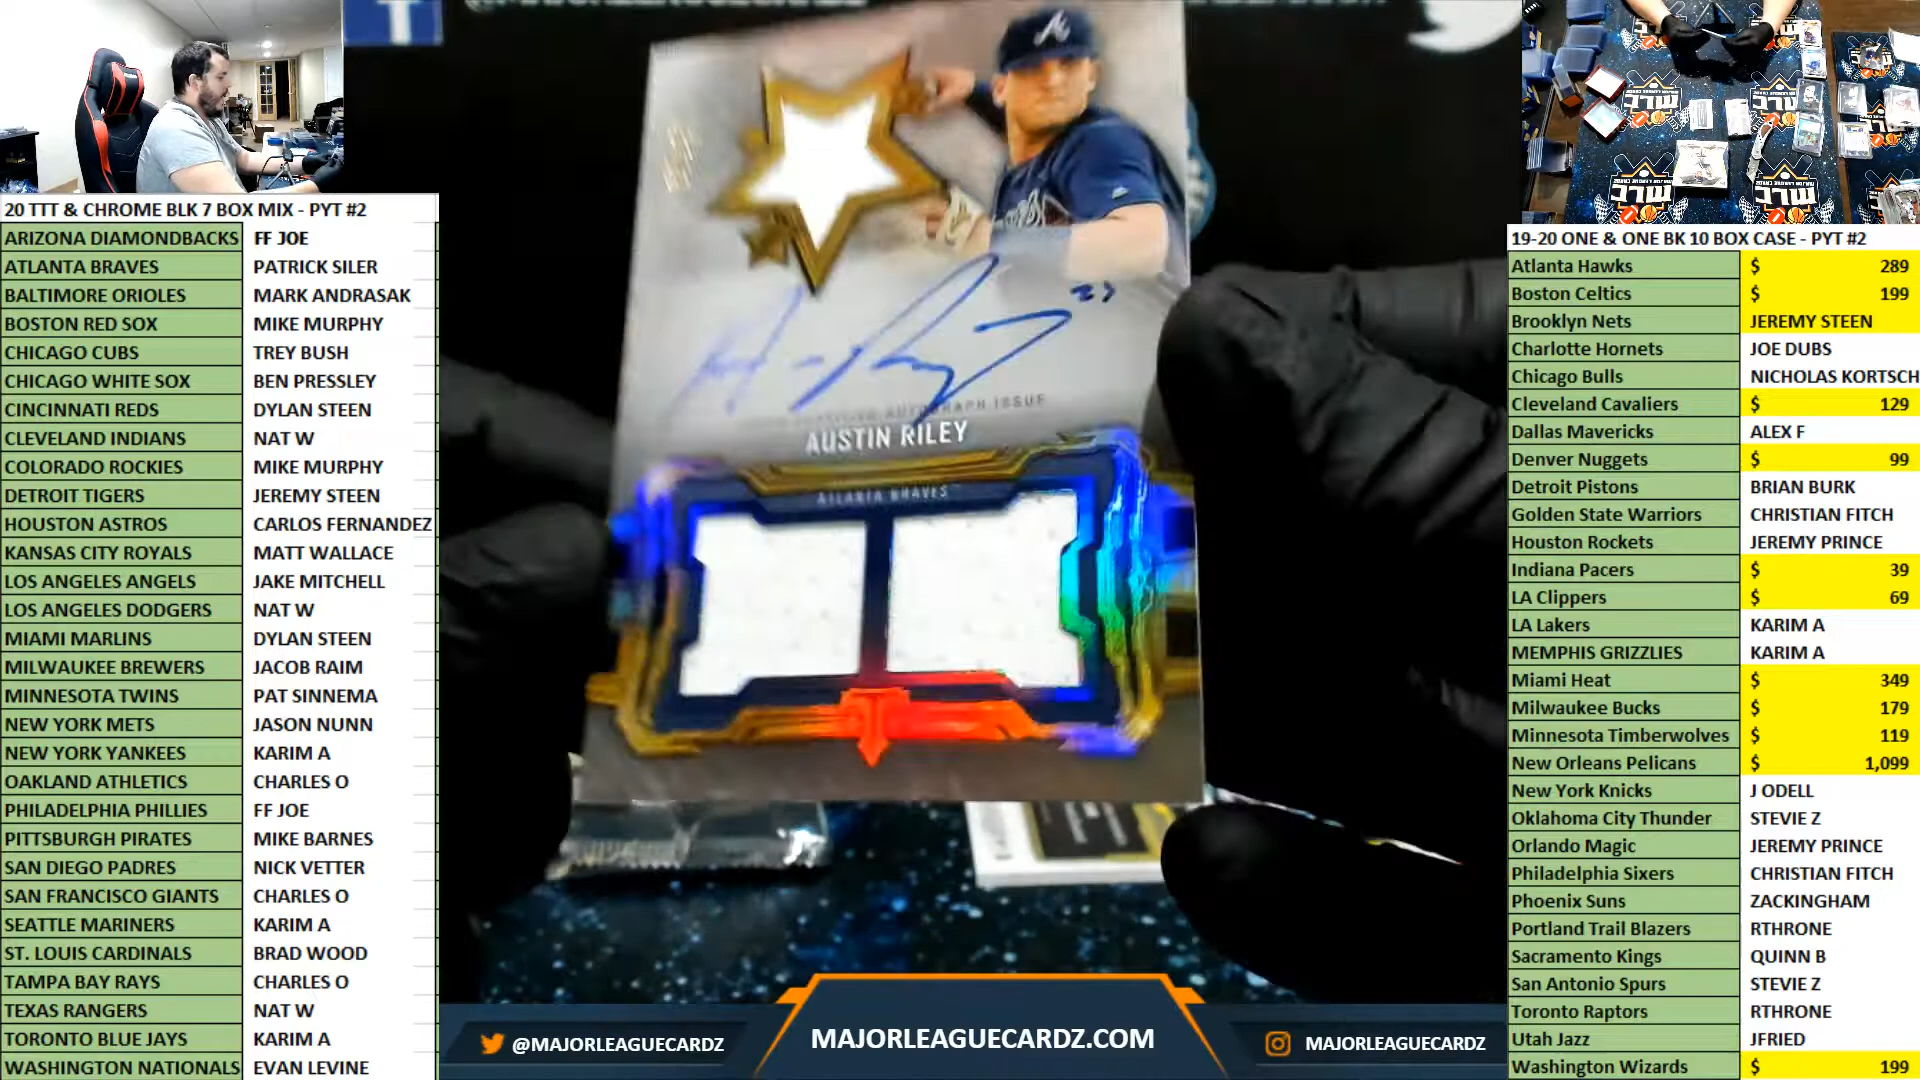 20 TTT & CHROME BLK 7 BOX MIX - PYT #2
ARIZONA DIAMONDBACKS FF JOE
ATLANTA BRAVES PATRICK SILER
BALTIMORE ORIOLES MARK ANDRASAK
BOSTON RED SOX MIKE MURPHY
CHICAGO CUBS TREY BUSH
CHICAGO WHITE SOX BEN PRESSLEY
CINCINNATI REDS DYLAN STEEN
CLEVELAND INDIANS NAT W
COLORADO ROCKIES MIKE MURPHY
DETROIT TIGERS JEREMY STEEN
HOUSTON ASTROS CARLOS FERNANDEZ
KANSAS CITY ROYALS MATT WALLACE
LOS ANGELES ANGELS JAKE MITCHELL
LOS ANGELES DODGERS NAT W
MIAMI MARLINS DYLAN STEEN
MILWAUKEE BREWERS JACOB RAIM
MINNESOTA TWINS PAT SINNEMA
NEW YORK METS JASON NUNN
NEW YORK YANKEES KARIM A
OAKLAND ATHLETICS CHARLES O
PHILADELPHIA PHILLIES FF JOE
PITTSBURGH PIRATES MIKE BARNES
SAN DIEGO PADRES NICK VETTER
SAN FRANCISCO GIANTS CHARLES O
SEATTLE MARINERS KARIM A
ST. LOUIS CARDINALS BRAD WOOD
TAMPA BAY RAYS CHARLES O
TEXAS RANGERS NAT W
TORONTO BLUE JAYS KARIM A
WASHINGTON NATIONALS EVAN LEVINE
AUTOGRAPH ISSUE
AUSTIN RILEY
ATLANTA BRAVES
@MAJORLEAGUECARDZ
MAJORLEAGUECARDZ.COM
MAJORLEAGUECARDZ
19-20 ONE & ONE BK 10 BOX CASE - PYT #2
Atlanta Hawks $ 289
Boston Celtics $ 199
Brooklyn Nets JEREMY STEEN
Charlotte Hornets JOE DUBS
Chicago Bulls NICHOLAS KORTSCH
Cleveland Cavaliers $ 129
Dallas Mavericks ALEX F
Denver Nuggets $ 99
Detroit Pistons BRIAN BURK
Golden State Warriors CHRISTIAN FITCH
Houston Rockets JEREMY PRINCE
Indiana Pacers $ 39
LA Clippers $ 69
LA Lakers KARIM A
MEMPHIS GRIZZLIES KARIM A
Miami Heat $ 349
Milwaukee Bucks $ 179
Minnesota Timberwolves $ 119
New Orleans Pelicans $ 1,099
New York Knicks J ODELL
Oklahoma City Thunder STEVIE Z
Orlando Magic JEREMY PRINCE
Philadelphia Sixers CHRISTIAN FITCH
Phoenix Suns ZACKINGHAM
Portland Trail Blazers RTHRONE
Sacramento Kings QUINN B
San Antonio Spurs STEVIE Z
Toronto Raptors RTHRONE
Utah Jazz JFRIED
Washington Wizards $ 199